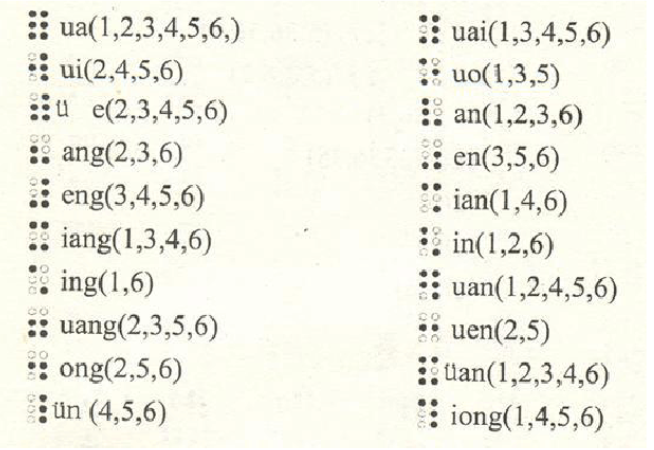 ⠿ ua(1,2,3,4,5,6,)
⠺ ui(2,4,5,6)
⠾ ü e(2,3,4,5,6)
⠦ ang(2,3,6)
⠼ eng(3,4,5,6)
⠭ iang(1,3,4,6)
⠡ ing(1,6)
⠶ uang(2,3,5,6)
⠲ ong(2,5,6)
⠸ ün (4,5,6)
⠽ uai(1,3,4,5,6)
⠕ uo(1,3,5)
⠧ an(1,2,3,6)
⠴ en(3,5,6)
⠩ ian(1,4,6)
⠣ in(1,2,6)
⠻ uan(1,2,4,5,6)
⠒ uen(2,5)
⠯ üan(1,2,3,4,6)
⠹ iong(1,4,5,6)